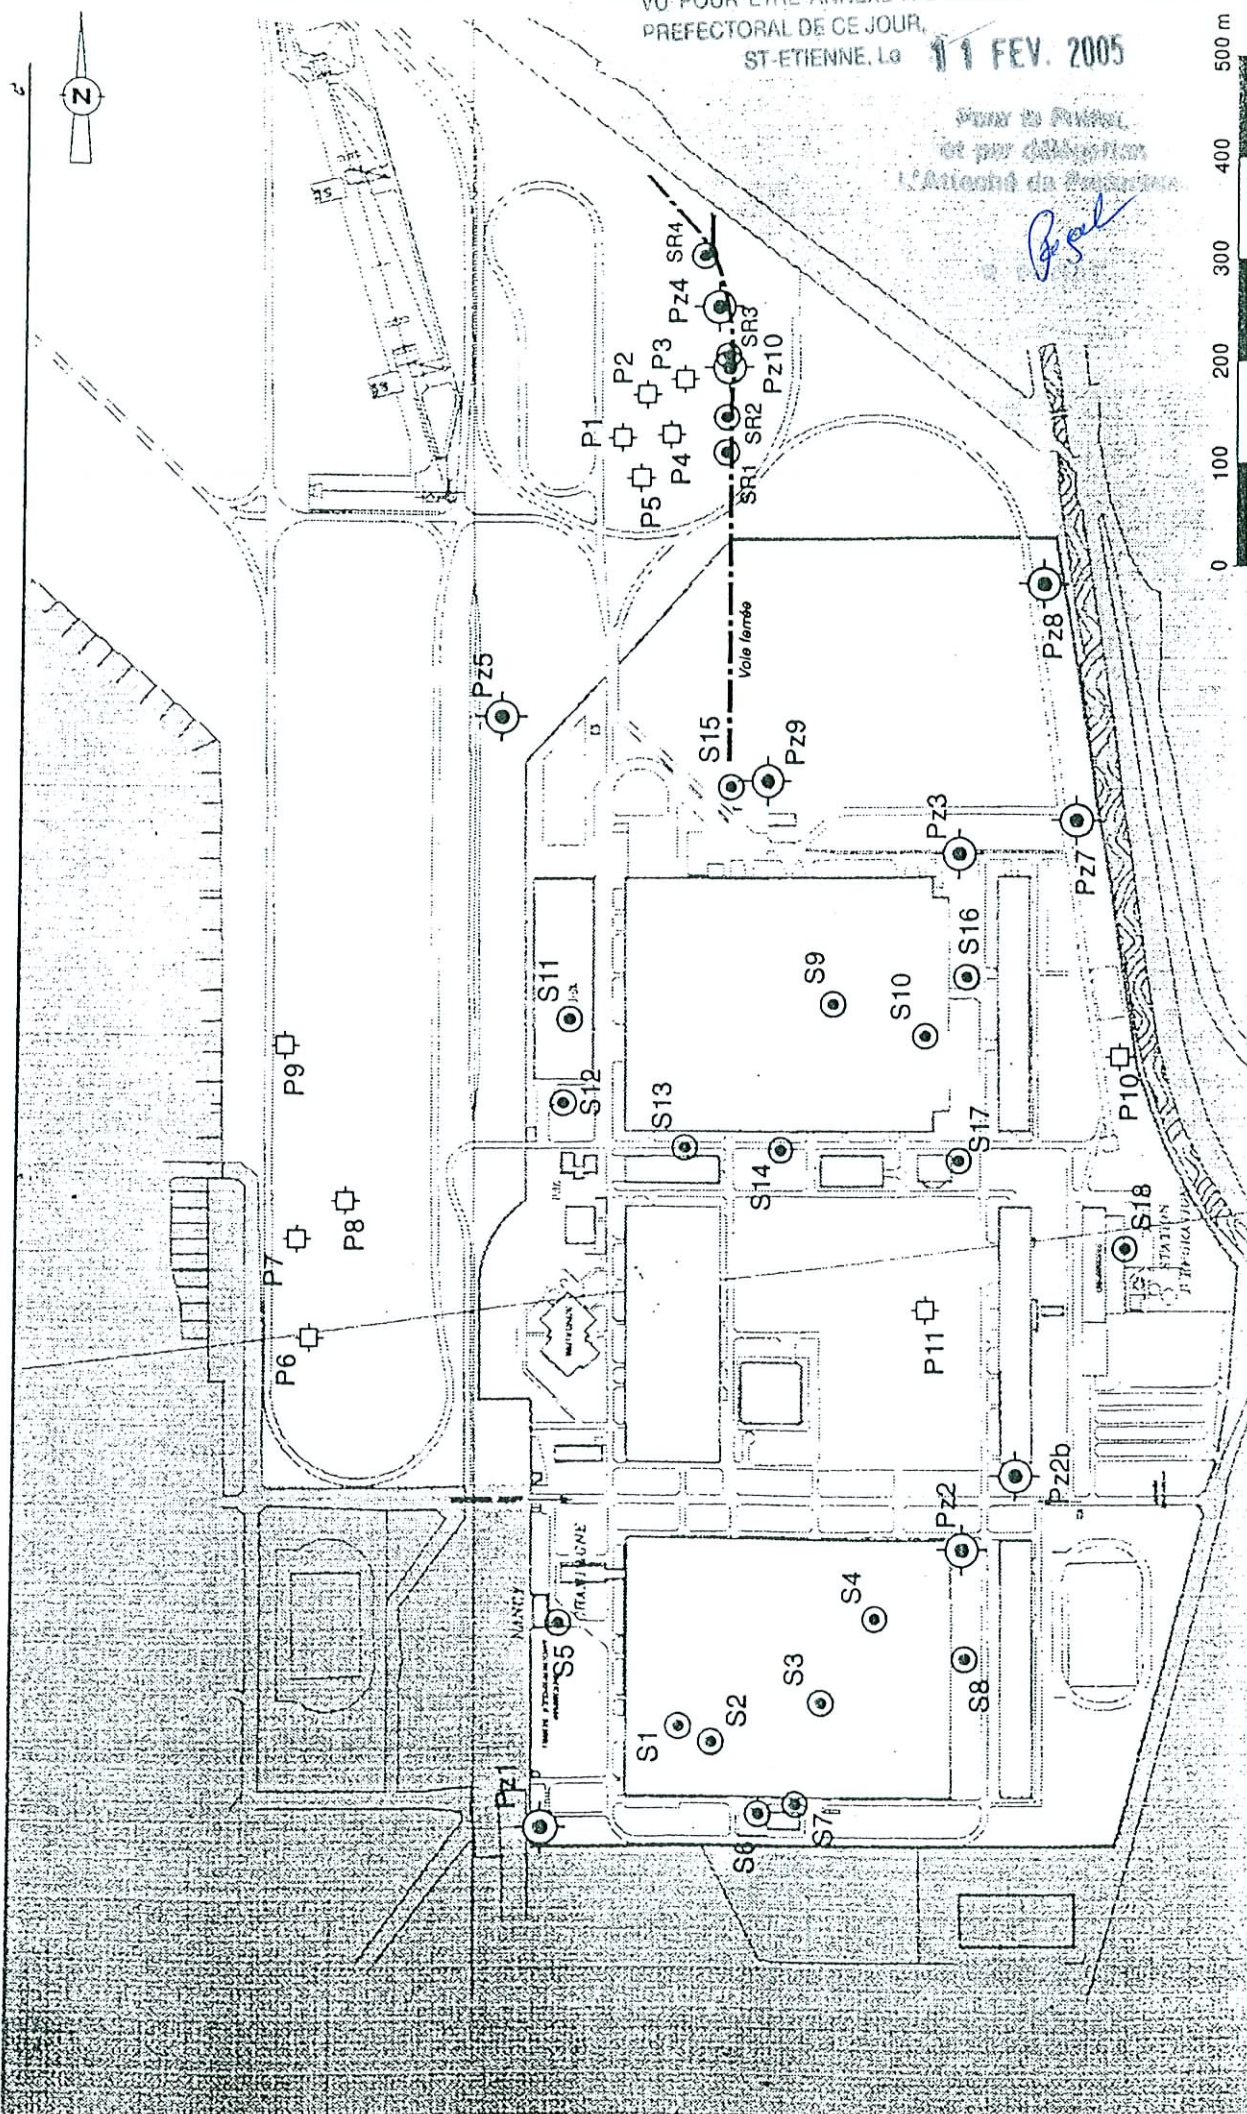 PREFECTORAL DE CE JOUR,
ST-ETIENNE, Le 11 FEV. 2005
Pour le Préfet,
et par délégation
L'Attaché de
N
500 m
400
300
200
100
0
SR4
Pz4
SR3
Pz10
P2
P3
P1
P4
SR2
P5
SR1
Voie ferrée
Pz8
Pz5
S15
Pz9
Pz3
Pz7
S11
S9
S10
S16
P9
S12
S13
S14
S17
P10
P7
P8
S18
STATION
P6
P11
Pz2b
Pz2
NANCY
S5
S4
S3
S8
S1
S2
Pz1
S6
S7